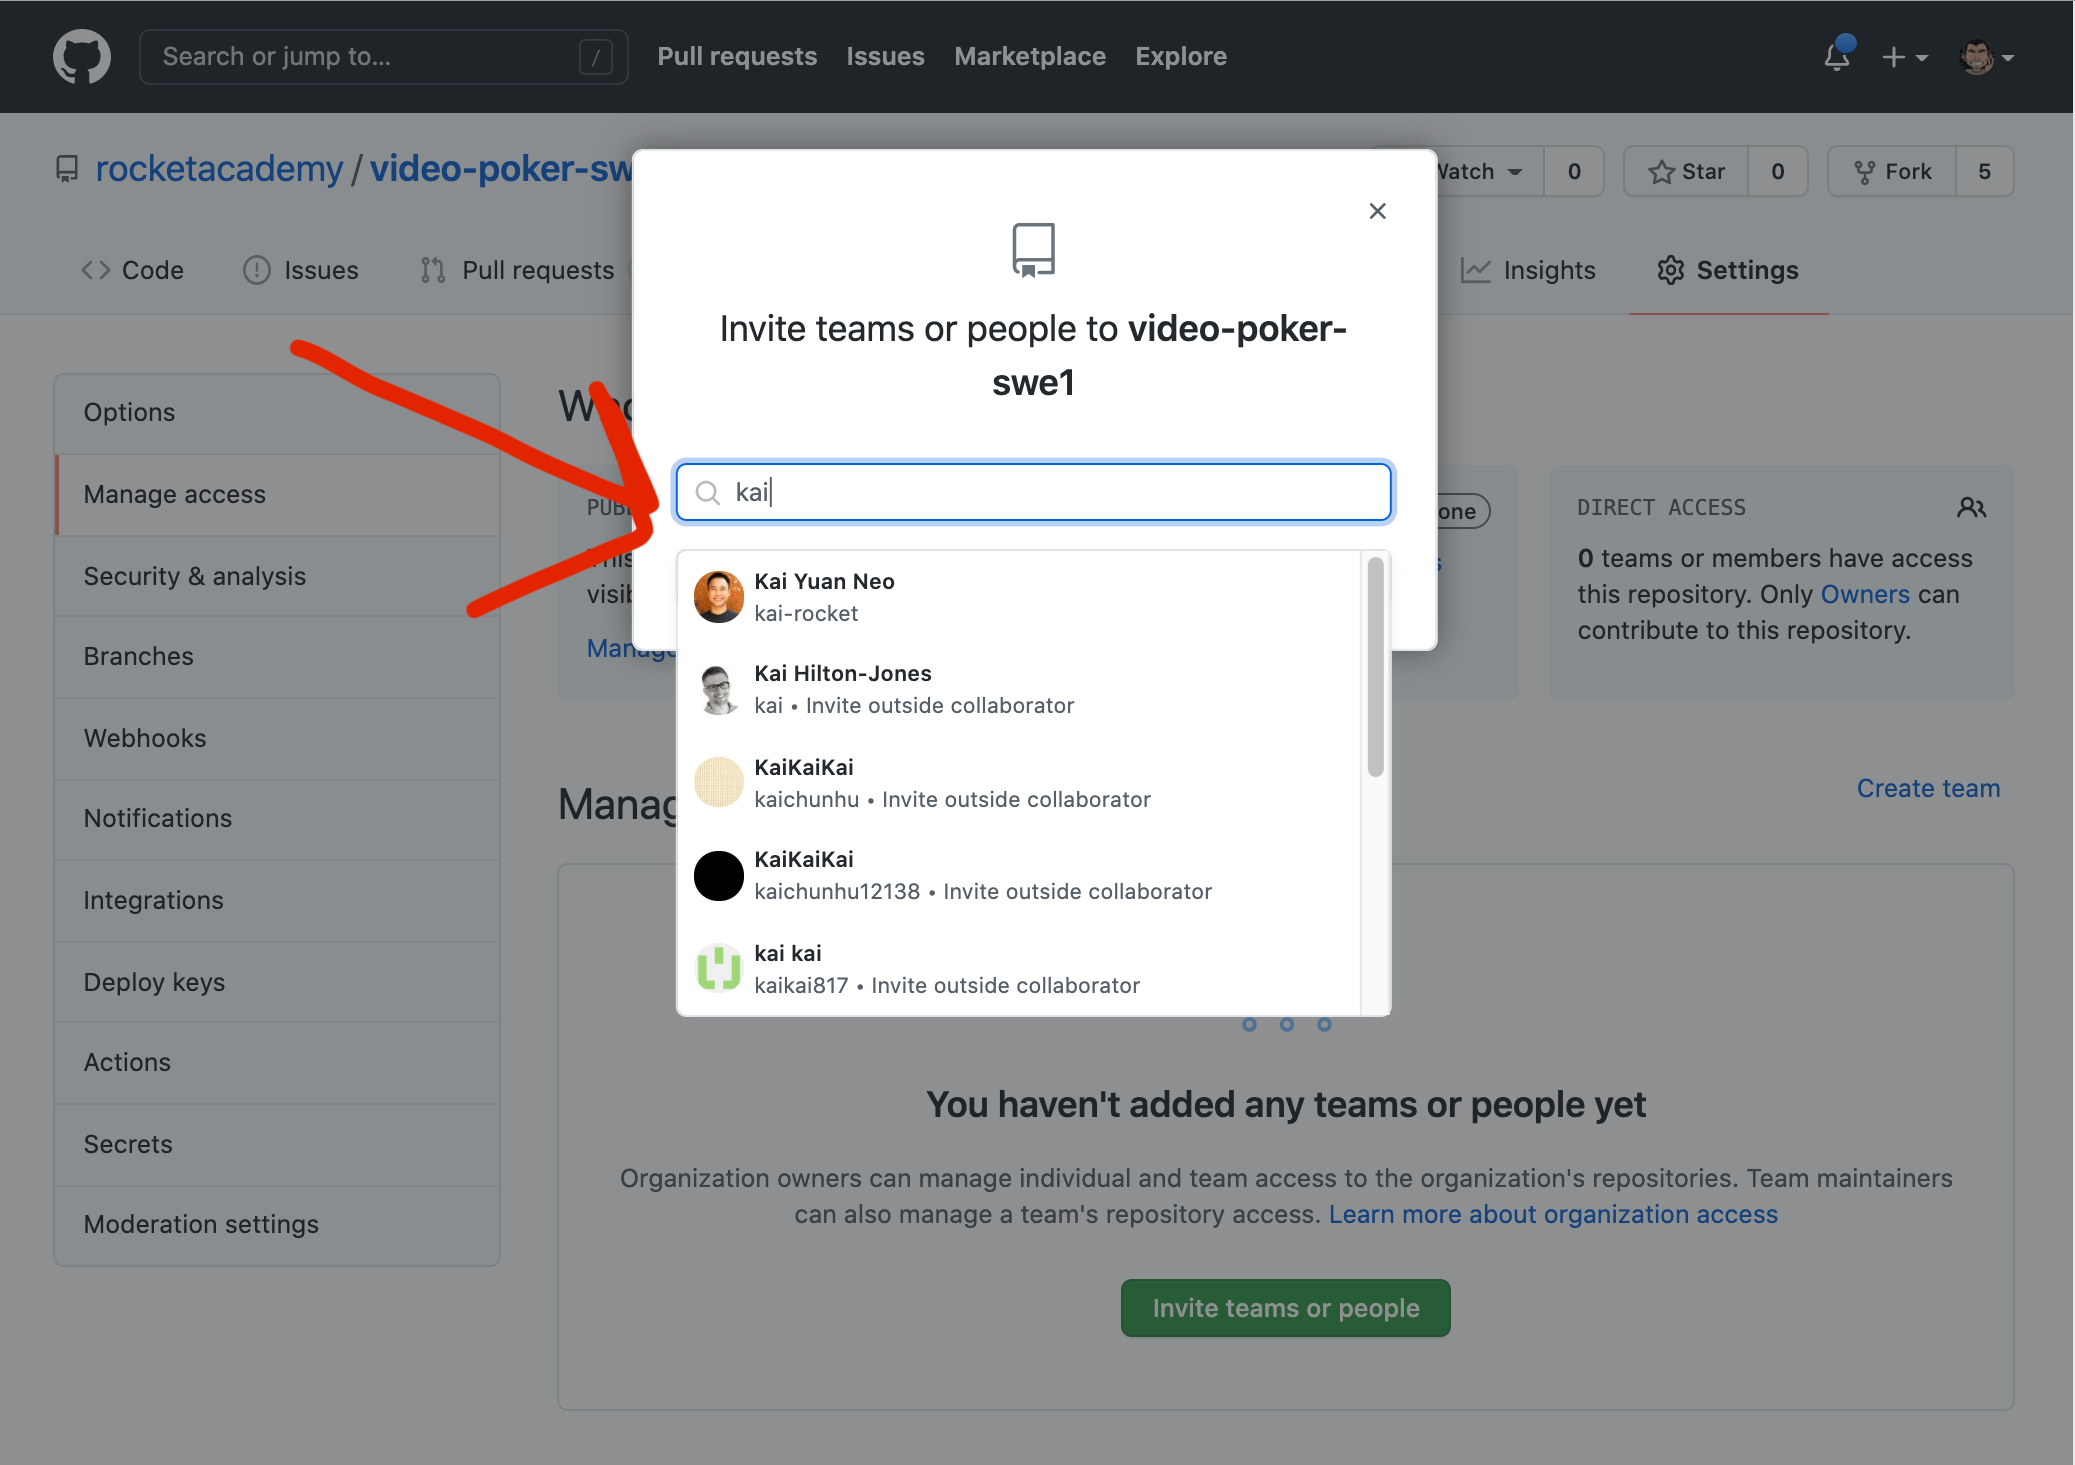 Search or jump to... /
Pull requests Issues Marketplace Explore
rocketacademy / video-poker-sw
Watch 0 Star 0 Fork 5
Code Issues Pull requests Insights Settings
Invite teams or people to video-poker-
swe1
kai
Kai Yuan Neo
kai-rocket
Kai Hilton-Jones
kai • Invite outside collaborator
KaiKaiKai
kaichunhu • Invite outside collaborator
KaiKaiKai
kaichunhu12138 • Invite outside collaborator
kai kai
kaikai817 • Invite outside collaborator
Options
Manage access
Security & analysis
Branches
Webhooks
Notifications
Integrations
Deploy keys
Actions
Secrets
Moderation settings
DIRECT ACCESS
0 teams or members have access
this repository. Only Owners can
contribute to this repository.
Create team
You haven't added any teams or people yet
Organization owners can manage individual and team access to the organization's repositories. Team maintainers
can also manage a team's repository access. Learn more about organization access
Invite teams or people